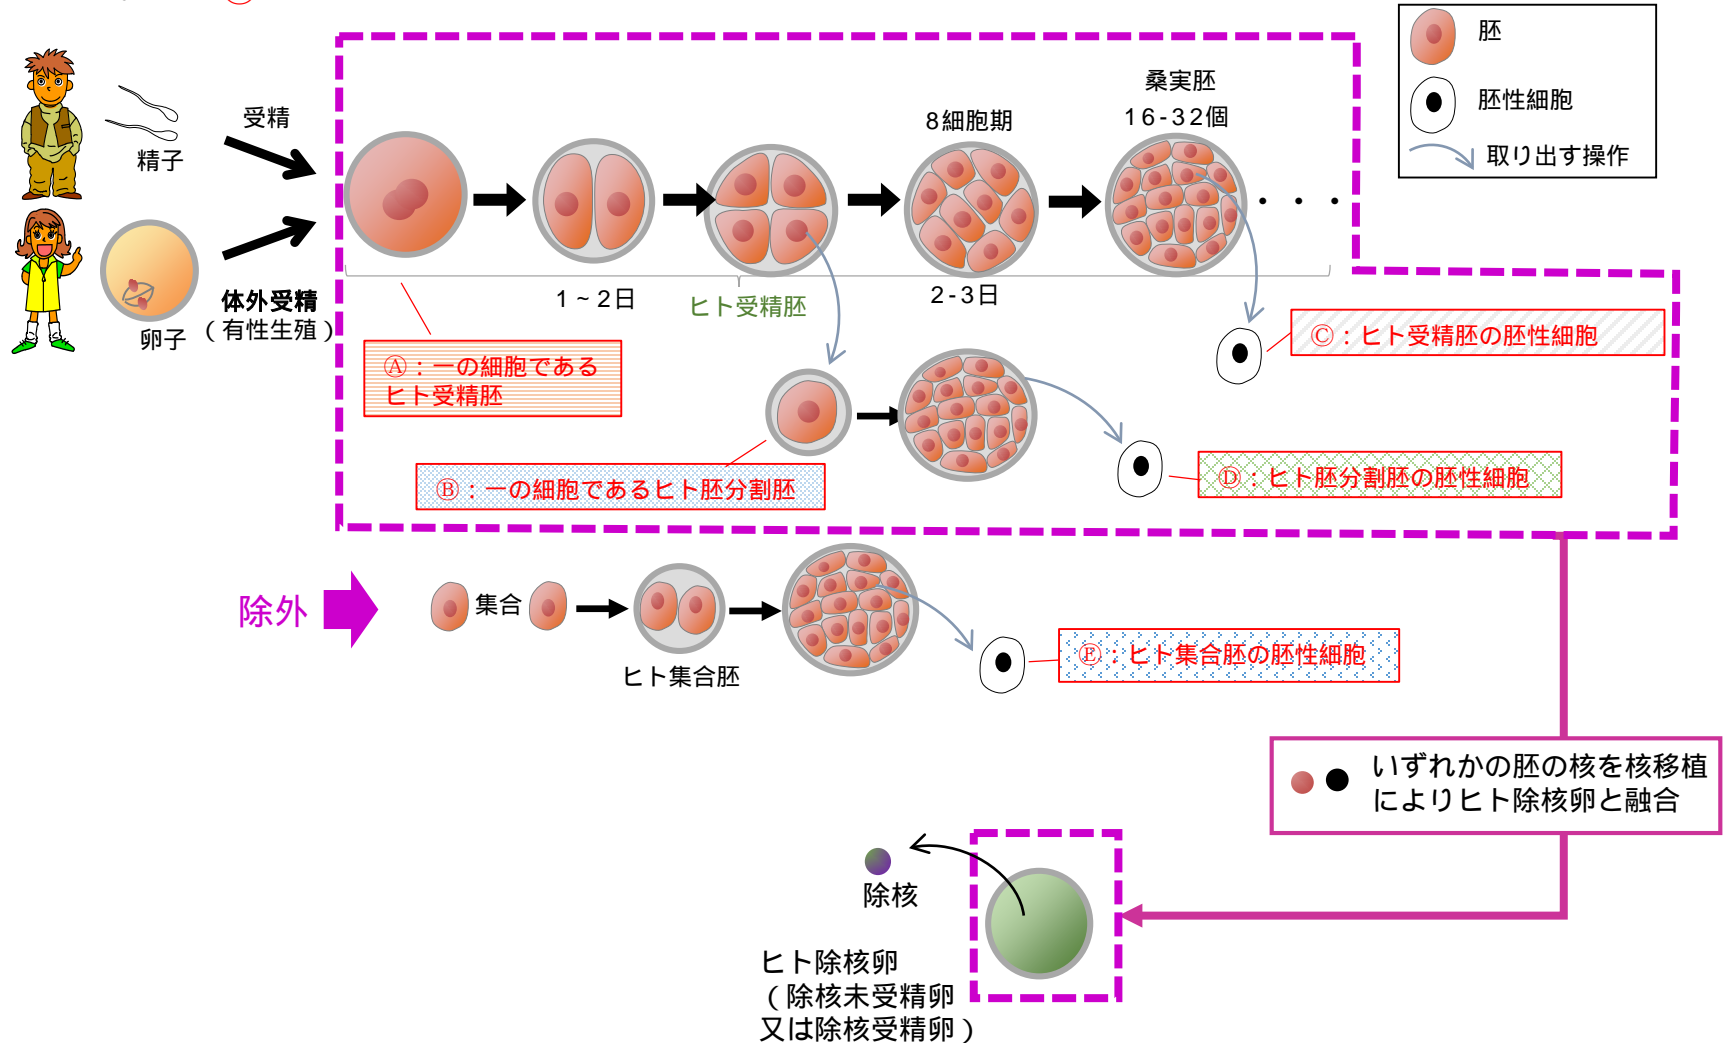 胚
胚性細胞
取り出す操作
桑実胚
16-32個
8細胞期
受精
精子
卵子
体外受精
（有性生殖）
1~2日
ヒト受精胚
2-3日
Ⓐ：一の細胞である
ヒト受精胚
Ⓒ：ヒト受精胚の胚性細胞
Ⓑ：一の細胞であるヒト胚分割胚
Ⓓ：ヒト胚分割胚の胚性細胞
除外
集合
ヒト集合胚
Ⓔ：ヒト集合胚の胚性細胞
いずれかの胚の核を核移植
によりヒト除核卵と融合
除核
ヒト除核卵
（除核未受精卵
又は除核受精卵）